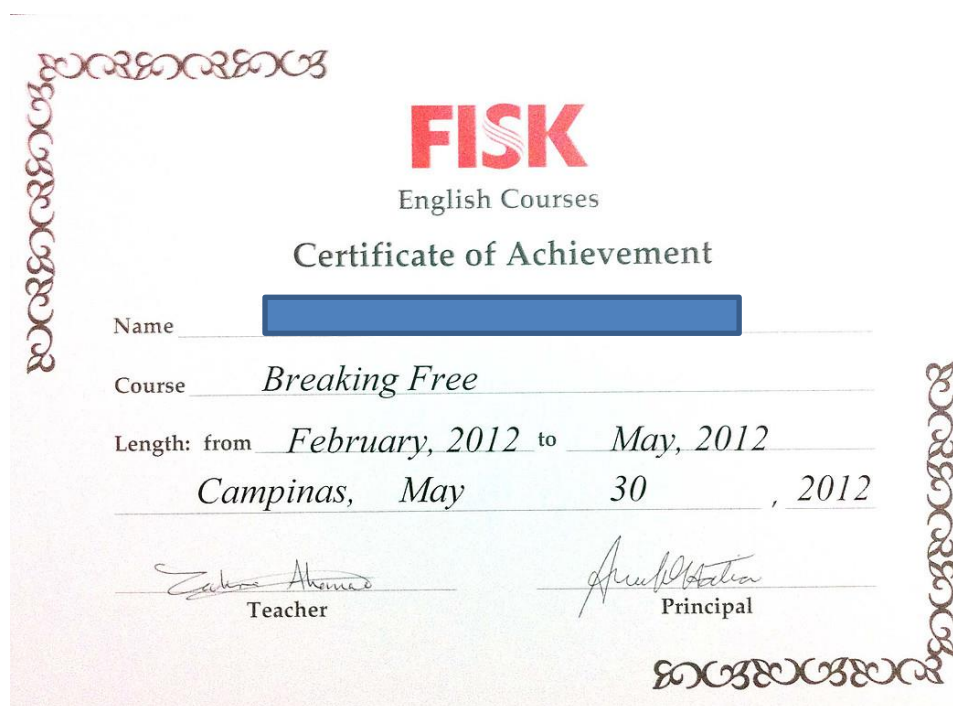 FISK
English Courses
Certificate of Achievement
Name
Course Breaking Free
Length: from February, 2012 to May, 2012
Campinas, May 30, 2012
Teacher Principal